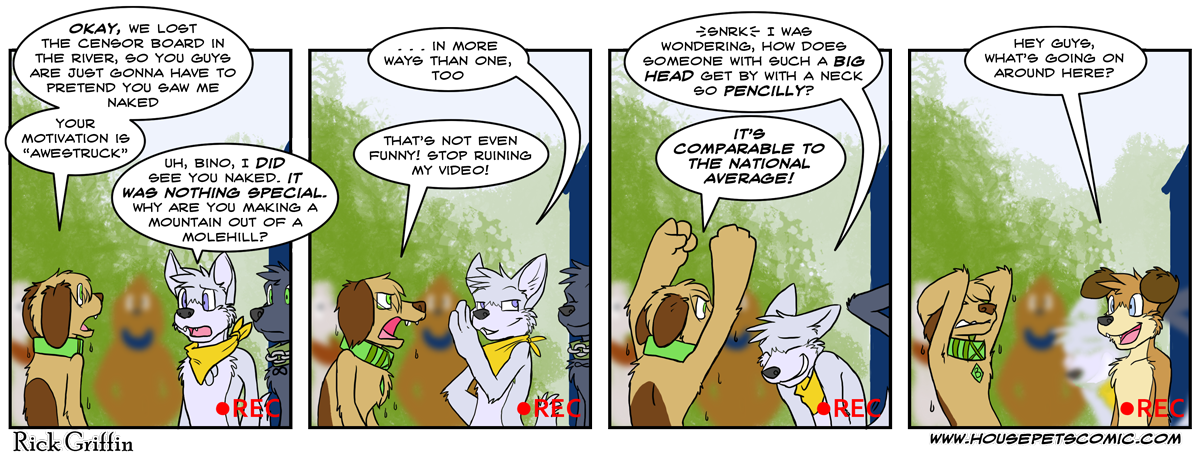 OKAY, WE LOST
THE CENSOR BOARD IN
THE RIVER, SO YOU GUYS
ARE JUST GONNA HAVE TO
PRETEND YOU SAW ME
NAKED
YOUR
MOTIVATION IS
"AWESTRUCK"
UH, BINO, I DID
SEE YOU NAKED. IT
WAS NOTHING SPECIAL.
WHY ARE YOU MAKING A
MOUNTAIN OUT OF A
MOLEHILL?
REC
. . . IN MORE
WAYS THAN ONE,
TOO
THAT'S NOT EVEN
FUNNY! STOP RUINING
MY VIDEO!
REC
SNRK I WAS
WONDERING, HOW DOES
SOMEONE WITH SUCH A BIG
HEAD GET BY WITH A NECK
SO PENCILLY?
IT'S
COMPARABLE TO
THE NATIONAL
AVERAGE!
REC
HEY GUYS,
WHAT'S GOING ON
AROUND HERE?
REC
Rick Griffin
WWW.HOUSEPETSCOMIC.COM